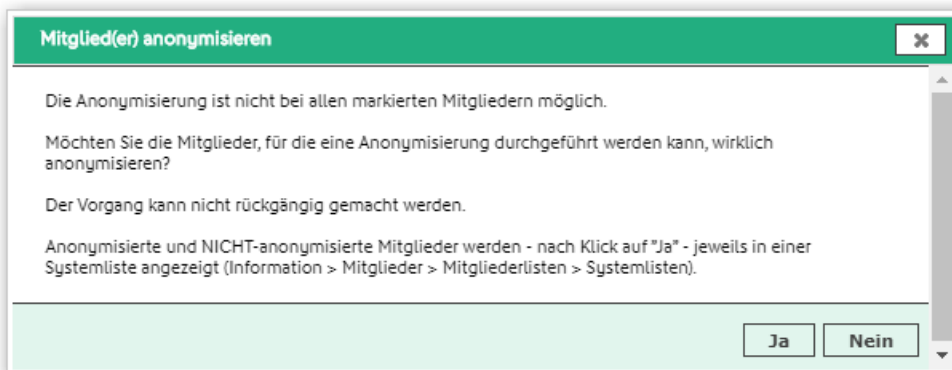 Mitglied(er) anonymisieren
Die Anonymisierung ist nicht bei allen markierten Mitgliedern möglich.
Möchten Sie die Mitglieder, für die eine Anonymisierung durchgeführt werden kann, wirklich
anonymisieren?
Der Vorgang kann nicht rückgängig gemacht werden.
Anonymisierte und NICHT-anonymisierte Mitglieder werden - nach Klick auf "Ja" - jeweils in einer
Systemliste angezeigt (Information > Mitglieder > Mitgliederlisten > Systemlisten).
Ja Nein